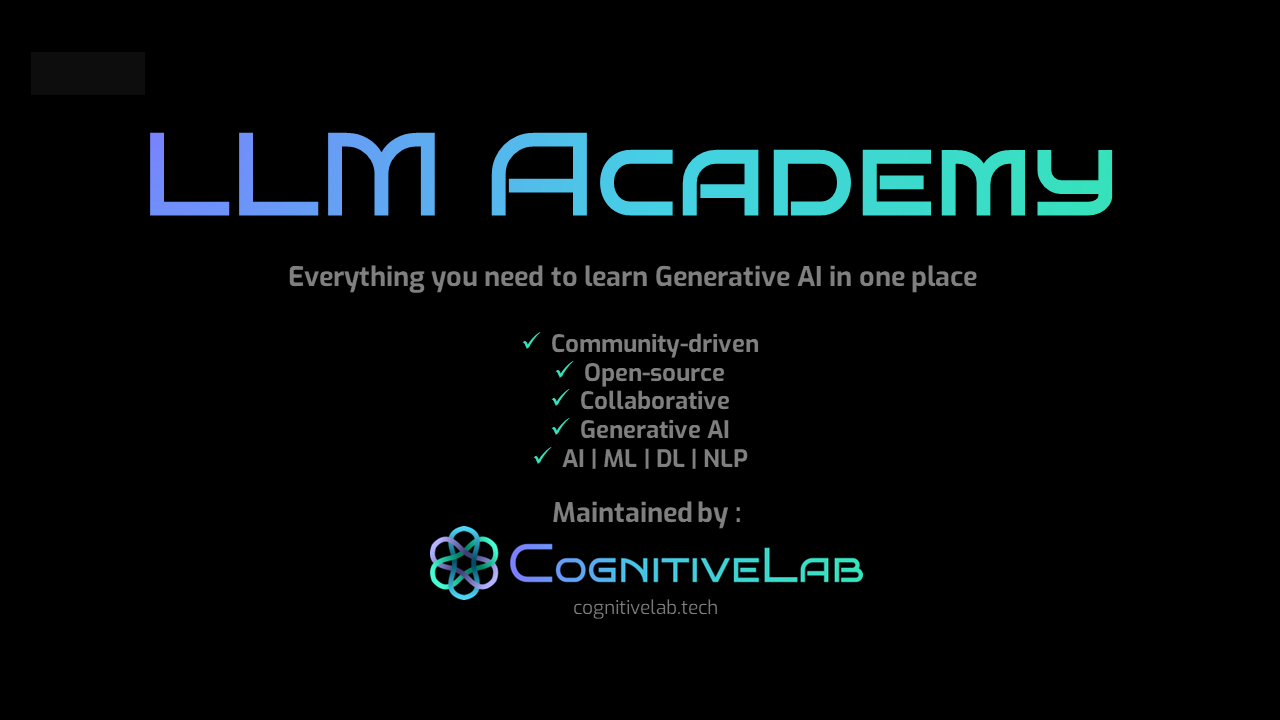 LLM Academy
Everything you need to learn Generative AI in one place
✓ Community-driven
✓ Open-source
✓ Collaborative
✓ Generative AI
✓ AI | ML | DL | NLP
Maintained by :
CognitiveLab
cognitivelab.tech